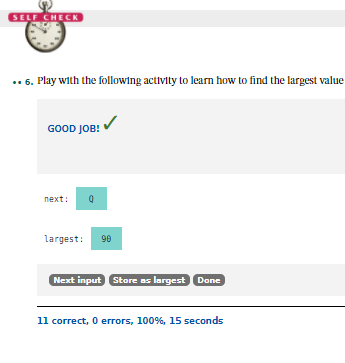 SELF CHECK
•• 6. Play with the following activity to learn how to find the largest value
GOOD JOB! ✓
next: Q
largest: 90
Next input Store as largest Done
11 correct, 0 errors, 100%, 15 seconds